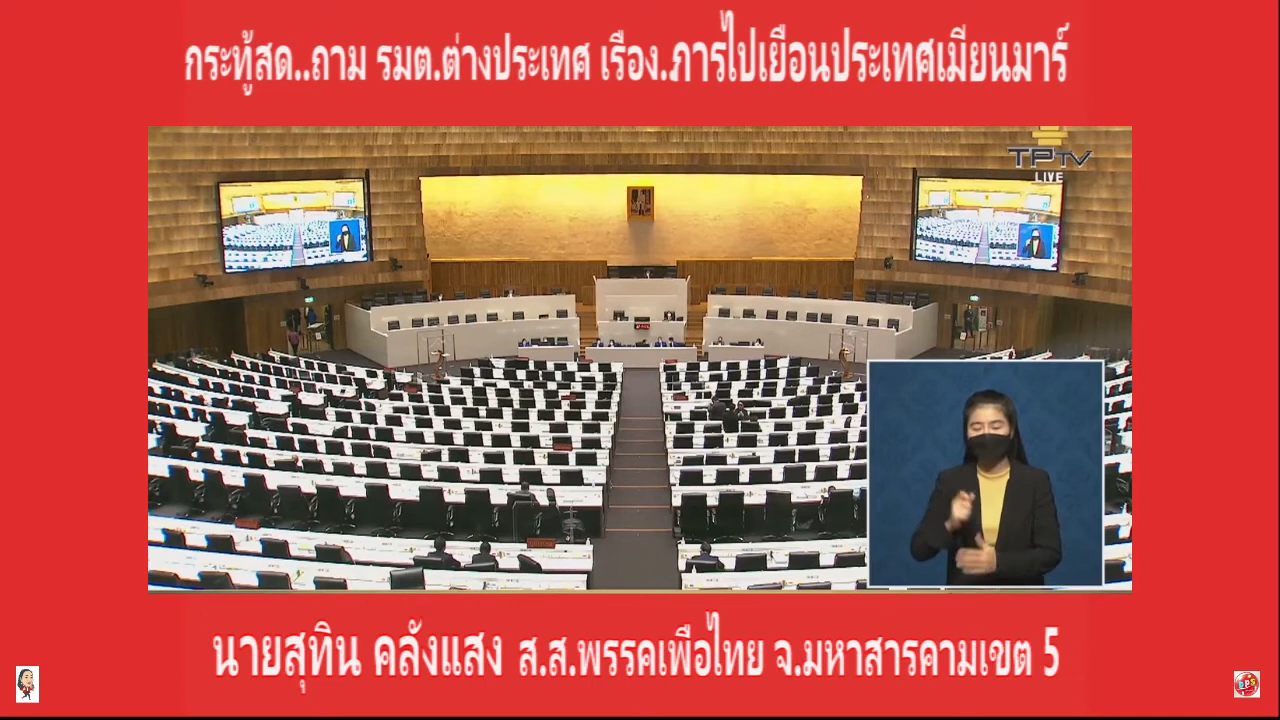 กระทู้สด..ถาม รมต.ต่างประเทศ เรือง.ภารไปเยือนประเทศเมียนมาร์
TPTV
LIVE
นายสุทิน คลังแสง ส.ส.พรรคเพือไทย จ.มหาสารคามเขต 5